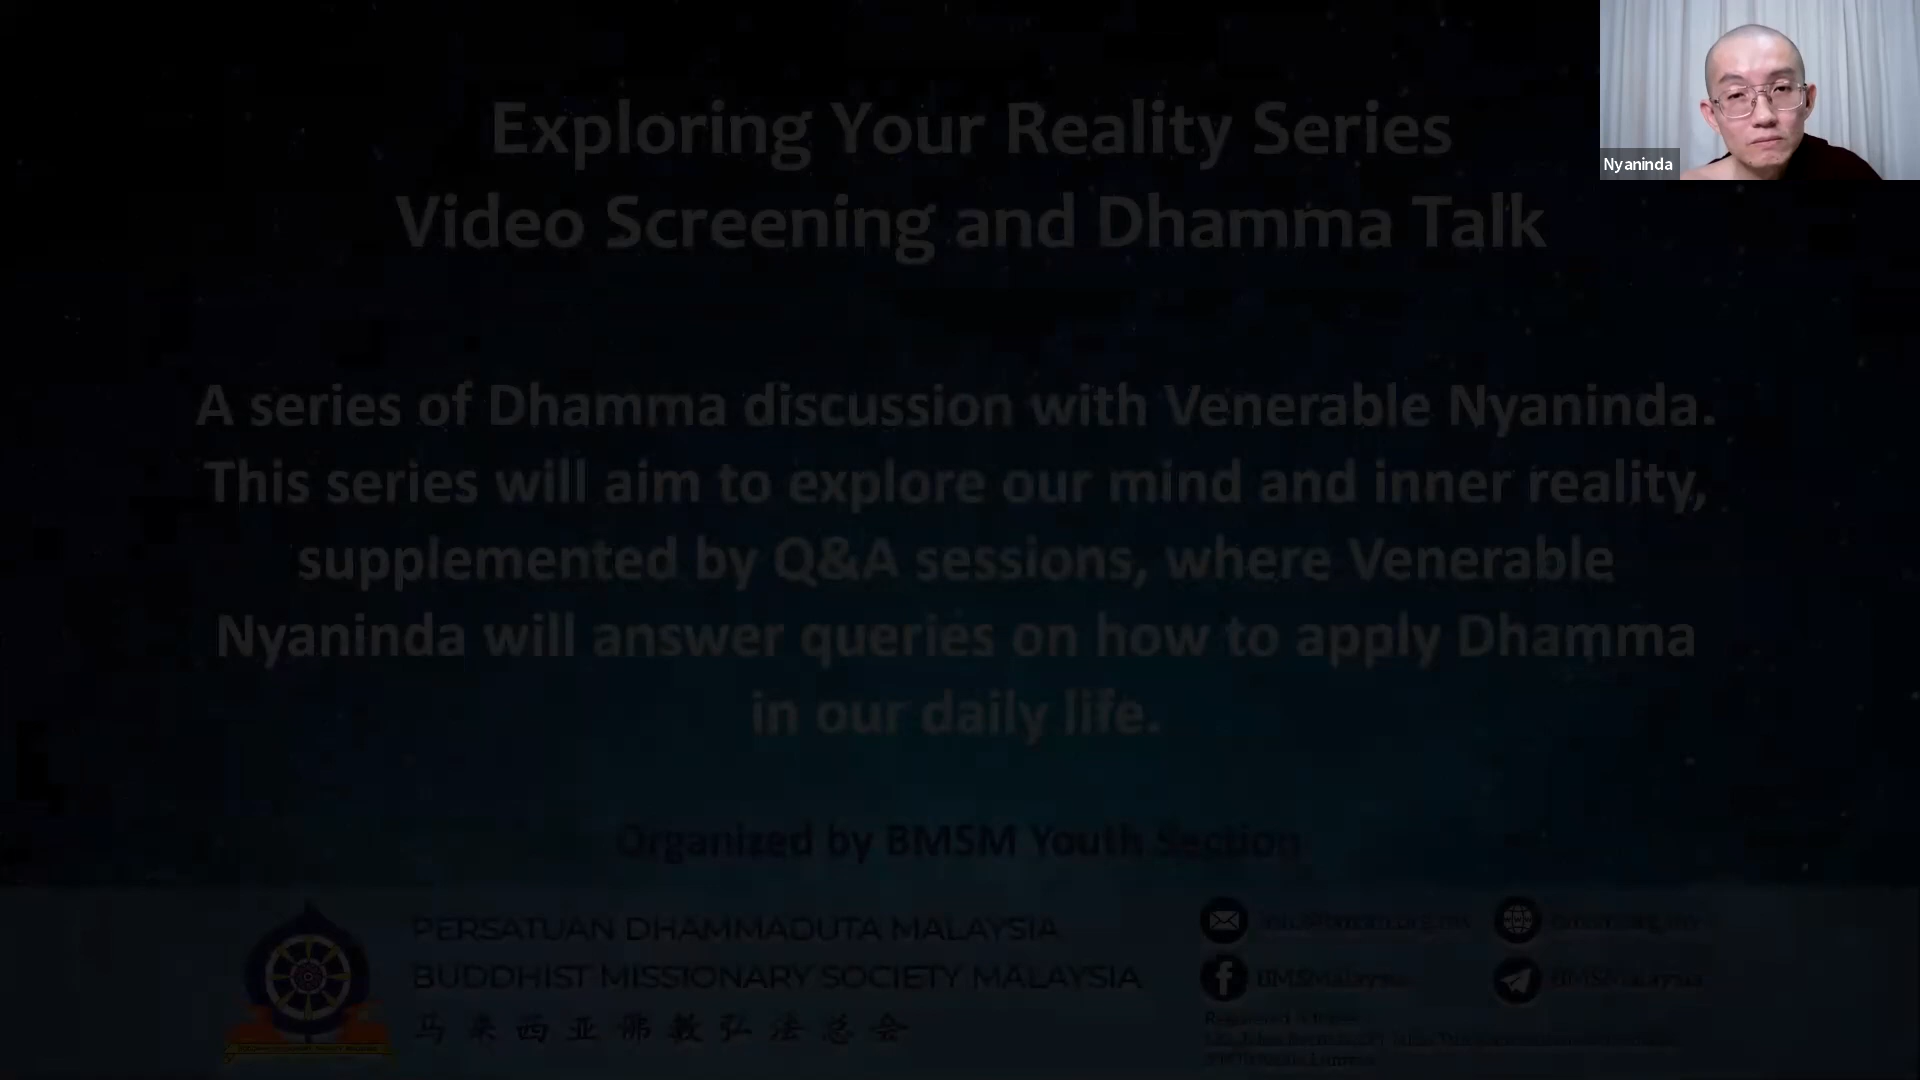 Exploring Your Reality Series
Video Screening and Dhamma Talk
Nyaninda
A series of Dhamma discussion with Venerable Nyaninda.
This series will aim to explore our mind and inner reality,
supplemented by Q&A sessions, where Venerable
Nyaninda will answer queries on how to apply Dhamma
in our daily life.
Organized by BMSM Youth Section
PERSATUAN DHAMMADUTA MALAYSIA
BUDDHIST MISSIONARY SOCIETY MALAYSIA
马来西亚佛教弘法总会
BMSMalaysia
BMSMalaysia